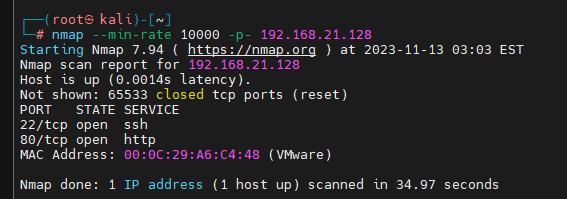 ┌──(root㉿kali)-[~]
└─# nmap --min-rate 10000 -p- 192.168.21.128
Starting Nmap 7.94 ( https://nmap.org ) at 2023-11-13 03:03 EST
Nmap scan report for 192.168.21.128
Host is up (0.0014s latency).
Not shown: 65533 closed tcp ports (reset)
PORT   STATE SERVICE
22/tcp open  ssh
80/tcp open  http
MAC Address: 00:0C:29:A6:C4:48 (VMware)
Nmap done: 1 IP address (1 host up) scanned in 34.97 seconds